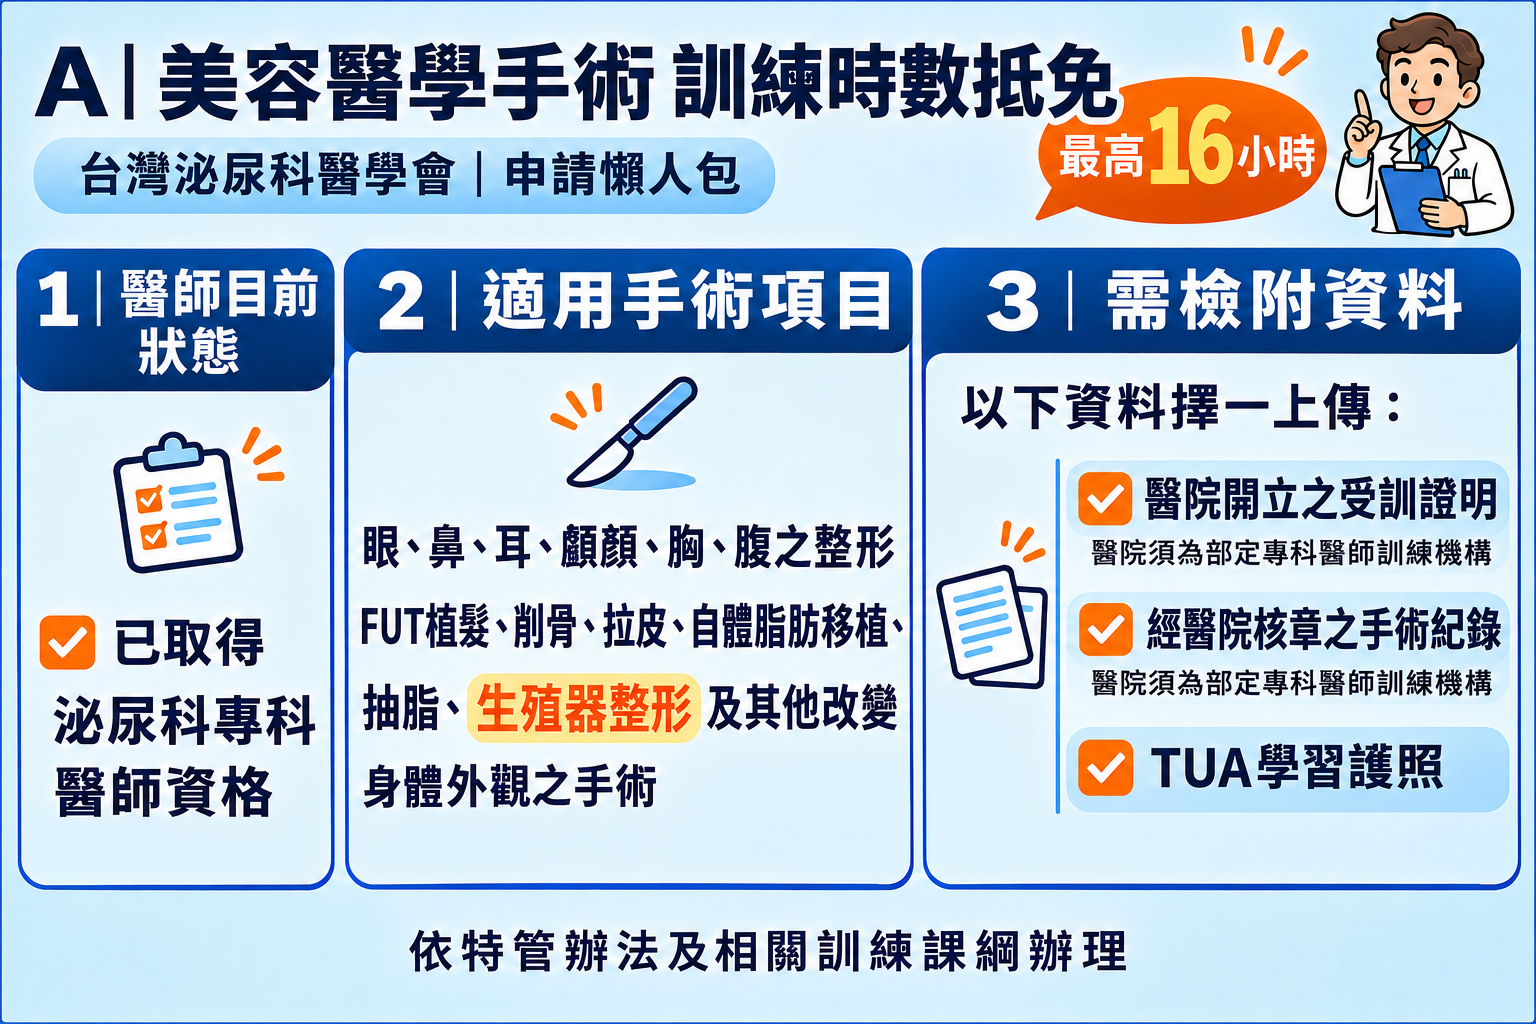 A｜美容醫學手術 訓練時數抵免
最高16小時
台灣泌尿科醫學會｜申請懶人包
1｜醫師目前
狀態
已取得
泌尿科專科
醫師資格
2｜適用手術項目
眼、鼻、耳、顱顏、胸、腹之整形
FUT植髮、削骨、拉皮、自體脂肪移植、
抽脂、生殖器整形及其他改變
身體外觀之手術
3｜需檢附資料
以下資料擇一上傳：
醫院開立之受訓證明
醫院須為部定專科醫師訓練機構
經醫院核章之手術紀錄
醫院須為部定專科醫師訓練機構
TUA學習護照
依特管辦法及相關訓練課綱辦理